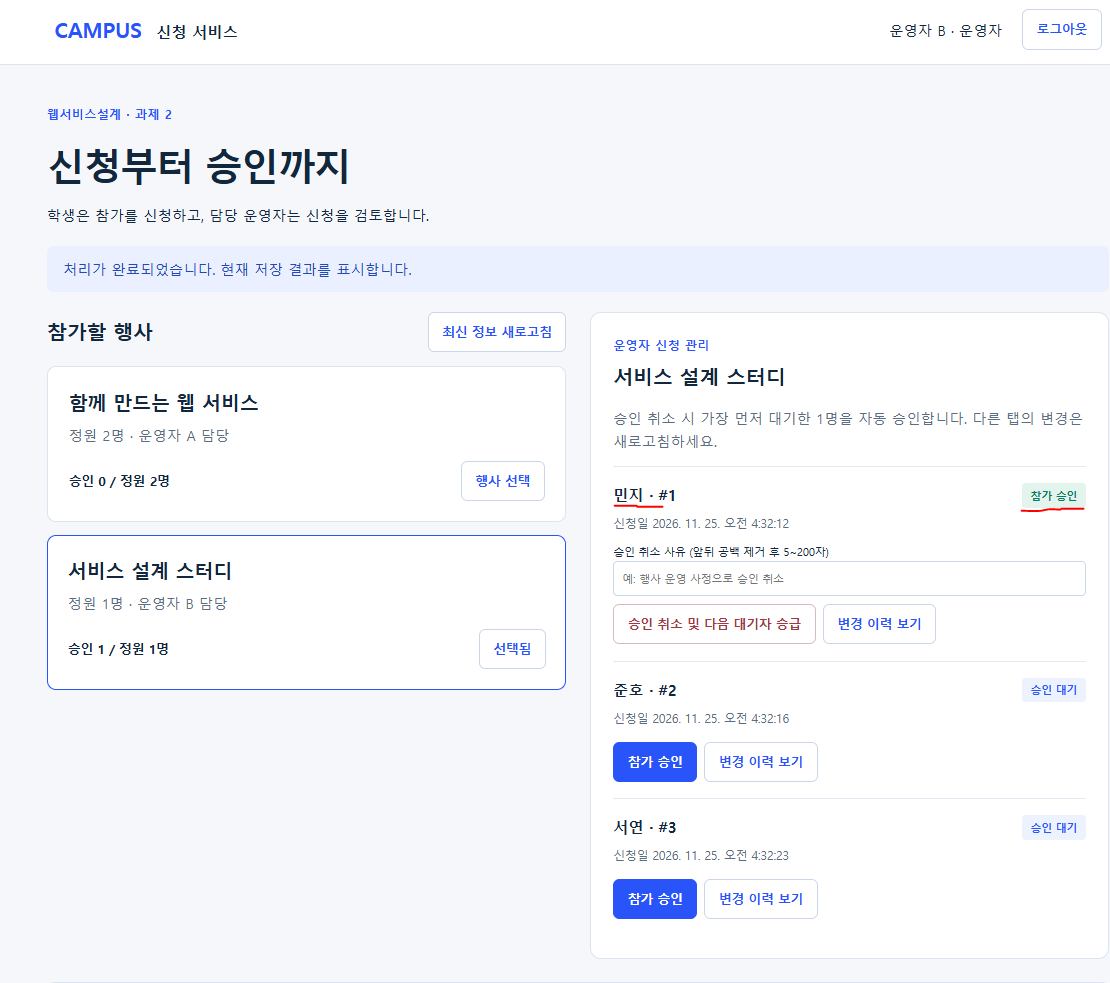 CAMPUS 신청 서비스
운영자 B · 운영자
로그아웃
웹서비스설계 · 과제 2
신청부터 승인까지
학생은 참가를 신청하고, 담당 운영자는 신청을 검토합니다.
처리가 완료되었습니다. 현재 저장 결과를 표시합니다.
참가할 행사
최신 정보 새로고침
함께 만드는 웹 서비스
정원 2명 · 운영자 A 담당
승인 0 / 정원 2명
행사 선택
서비스 설계 스터디
정원 1명 · 운영자 B 담당
승인 1 / 정원 1명
선택됨
운영자 신청 관리
서비스 설계 스터디
승인 취소 시 가장 먼저 대기한 1명을 자동 승인합니다. 다른 탭의 변경은
새로고침하세요.
민지 · #1
참가 승인
신청일 2026. 11. 25. 오전 4:32:12
승인 취소 사유 (앞뒤 공백 제거 후 5~200자)
예: 행사 운영 사정으로 승인 취소
승인 취소 및 다음 대기자 승급
변경 이력 보기
준호 · #2
승인 대기
신청일 2026. 11. 25. 오전 4:32:16
참가 승인
변경 이력 보기
서연 · #3
승인 대기
신청일 2026. 11. 25. 오전 4:32:23
참가 승인
변경 이력 보기